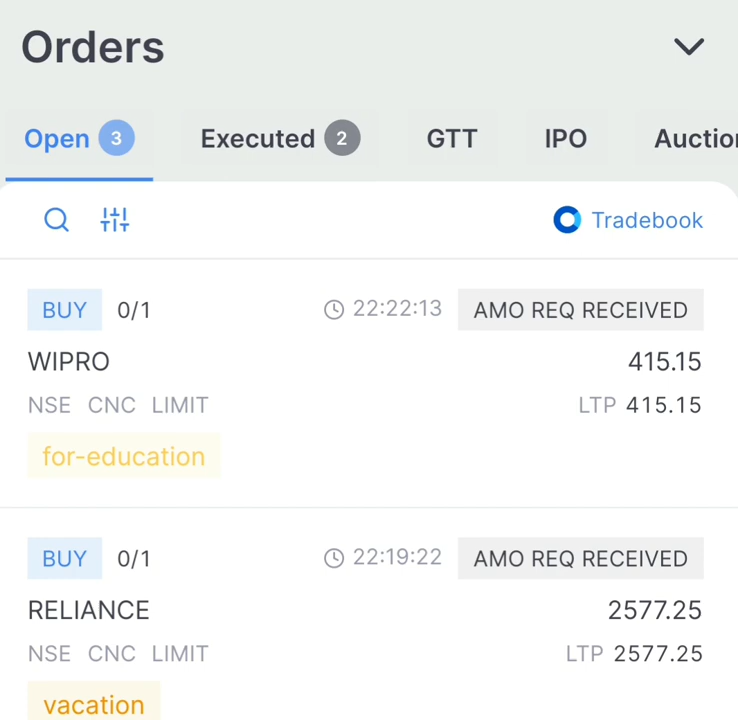 Orders
Open 3 Executed 2 GTT IPO Auction
Tradebook
BUY 0/1 22:22:13 AMO REQ RECEIVED
WIPRO 415.15
NSE CNC LIMIT LTP 415.15
for-education
BUY 0/1 22:19:22 AMO REQ RECEIVED
RELIANCE 2577.25
NSE CNC LIMIT LTP 2577.25
vacation